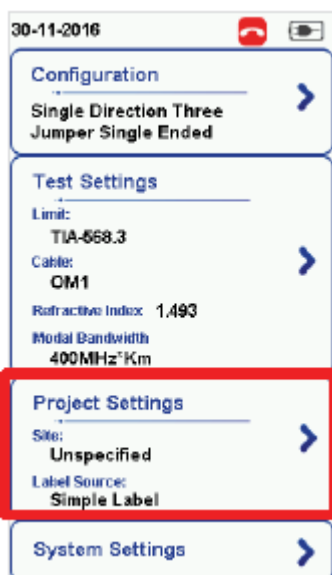 30-11-2016
Configuration
Single Direction Three
Jumper Single Ended
Test Settings
Limit:
TIA-568.3
Cable:
OM1
Refractive Index 1.493
Modal Bandwidth
400MHz*Km
Project Settings
Site:
Unspecified
Label Source:
Simple Label
System Settings